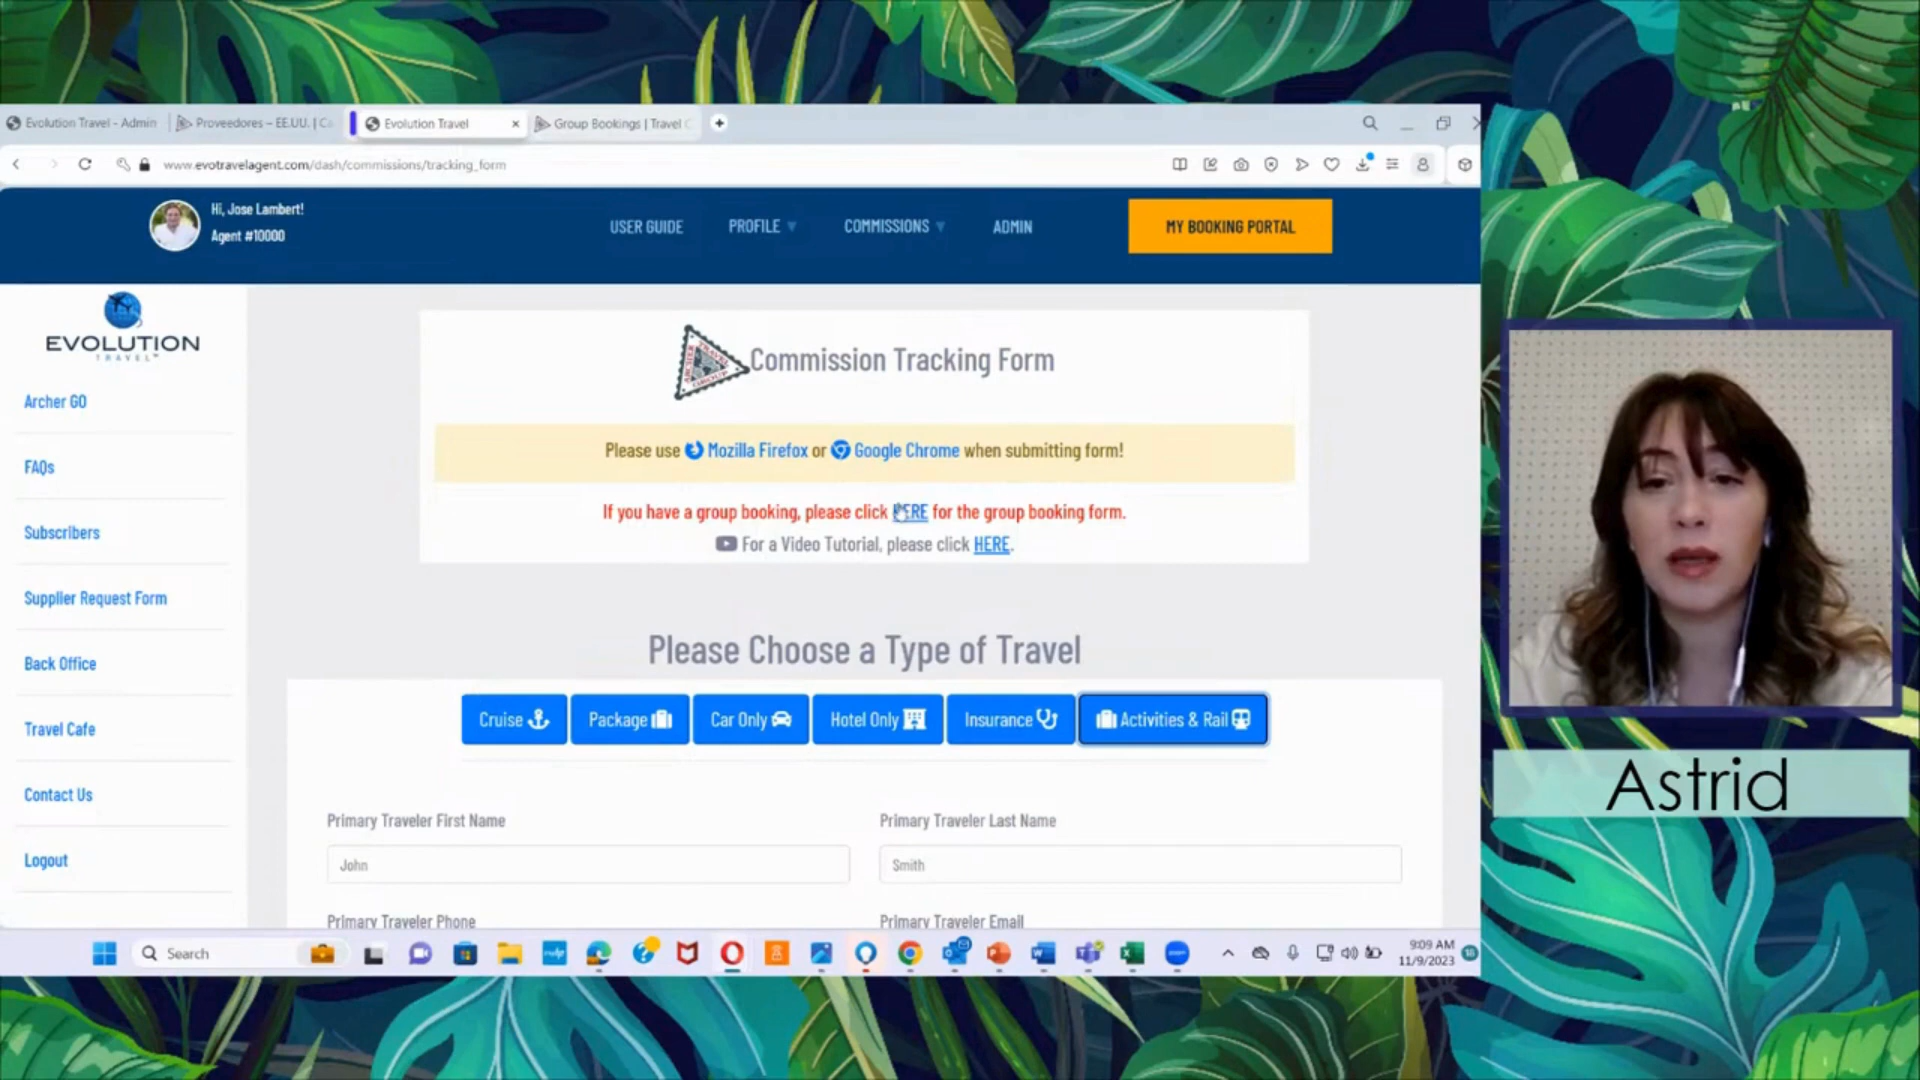 Evolution Travel - Admin
Proveedores – EE.UU. | Ca
Evolution Travel
Group Bookings | Travel C
www.evotravelagent.com/dash/commissions/tracking_form
Hi, Jose Lambert!
Agent #10000
USER GUIDE
PROFILE
COMMISSIONS
ADMIN
MY BOOKING PORTAL
EVOLUTION
TRAVEL
Archer GO
FAQs
Subscribers
Supplier Request Form
Back Office
Travel Cafe
Contact Us
Logout
ARCHER TRAVEL GROUP
Commission Tracking Form
Please use Mozilla Firefox or Google Chrome when submitting form!
If you have a group booking, please click HERE for the group booking form.
For a Video Tutorial, please click HERE.
Please Choose a Type of Travel
Cruise
Package
Car Only
Hotel Only
Insurance
Activities & Rail
Primary Traveler First Name
Primary Traveler Last Name
John
Smith
Primary Traveler Phone
Primary Traveler Email
Search
9:09 AM
11/9/2023
Astrid